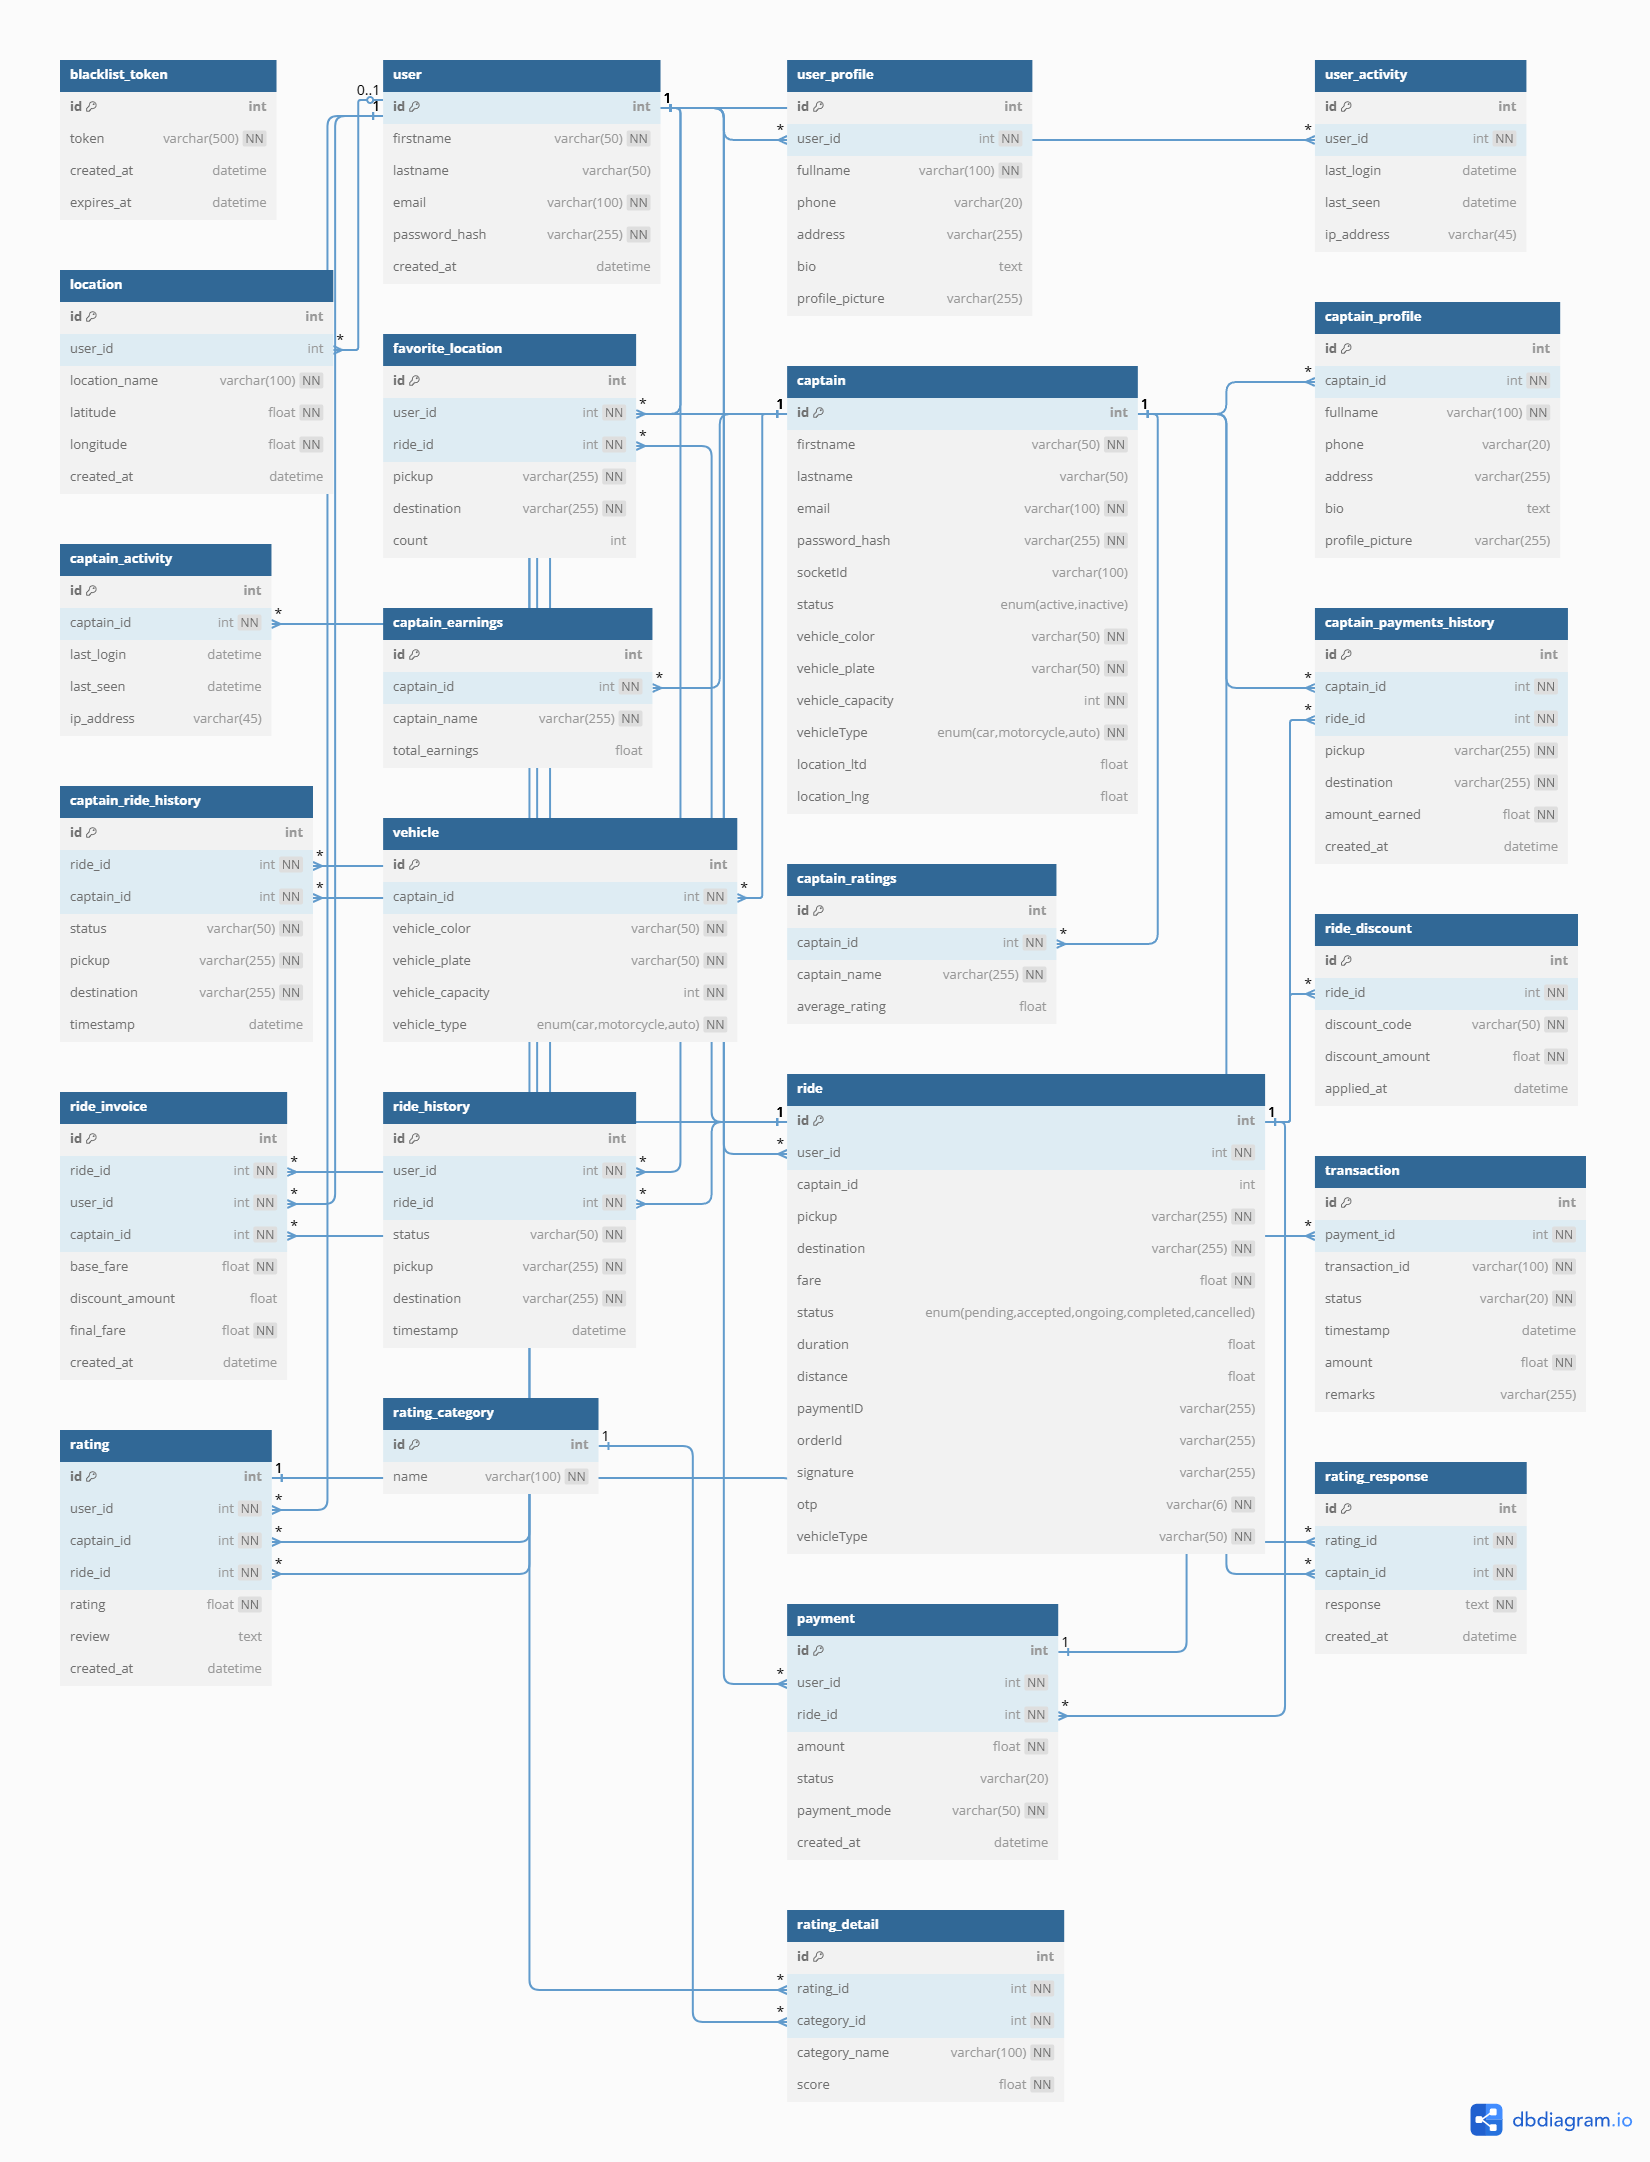 blacklist_token
id int
token varchar(500) NN
created_at datetime
expires_at datetime
location
id int
user_id int
location_name varchar(100) NN
latitude float NN
longitude float NN
created_at datetime
captain_activity
id int
captain_id int NN
last_login datetime
last_seen datetime
ip_address varchar(45)
captain_ride_history
id int
ride_id int NN
captain_id int NN
status varchar(50) NN
pickup varchar(255) NN
destination varchar(255) NN
timestamp datetime
ride_invoice
id int
ride_id int NN
user_id int NN
captain_id int NN
base_fare float NN
discount_amount float
final_fare float NN
created_at datetime
rating
id int
user_id int NN
captain_id int NN
ride_id int NN
rating float NN
review text
created_at datetime
0..1
1
*
*
*
*
*
*
*
1
*
*
*
user
id int
firstname varchar(50) NN
lastname varchar(50)
email varchar(100) NN
password_hash varchar(255) NN
created_at datetime
favorite_location
id int
user_id int NN
ride_id int NN
pickup varchar(255) NN
destination varchar(255) NN
count int
captain_earnings
id int
captain_id int NN
captain_name varchar(255) NN
total_earnings float
vehicle
id int
captain_id int NN
vehicle_color varchar(50) NN
vehicle_plate varchar(50) NN
vehicle_capacity int NN
vehicle_type enum(car,motorcycle,auto) NN
ride_history
id int
user_id int NN
ride_id int NN
status varchar(50) NN
pickup varchar(255) NN
destination varchar(255) NN
timestamp datetime
rating_category
id int
name varchar(100) NN
1
*
*
*
*
*
*
*
1
1
*
1
*
*
*
*
user_profile
id int
user_id int NN
fullname varchar(100) NN
phone varchar(20)
address varchar(255)
bio text
profile_picture varchar(255)
captain
id int
firstname varchar(50) NN
lastname varchar(50)
email varchar(100) NN
password_hash varchar(255) NN
socketId varchar(100)
status enum(active,inactive)
vehicle_color varchar(50) NN
vehicle_plate varchar(50) NN
vehicle_capacity int NN
vehicleType enum(car,motorcycle,auto) NN
location_ltd float
location_lng float
captain_ratings
id int
captain_id int NN
captain_name varchar(255) NN
average_rating float
ride
id int
user_id int NN
captain_id int
pickup varchar(255) NN
destination varchar(255) NN
fare float NN
status enum(pending,accepted,ongoing,completed,cancelled)
duration float
distance float
paymentID varchar(255)
orderId varchar(255)
signature varchar(255)
otp varchar(6) NN
vehicleType varchar(50) NN
payment
id int
user_id int NN
ride_id int NN
amount float NN
status varchar(20)
payment_mode varchar(50) NN
created_at datetime
rating_detail
id int
rating_id int NN
category_id int NN
category_name varchar(100) NN
score float NN
1
*
1
1
*
*
*
*
*
*
*
*
*
user_activity
id int
user_id int NN
last_login datetime
last_seen datetime
ip_address varchar(45)
captain_profile
id int
captain_id int NN
fullname varchar(100) NN
phone varchar(20)
address varchar(255)
bio text
profile_picture varchar(255)
captain_payments_history
id int
captain_id int NN
ride_id int NN
pickup varchar(255) NN
destination varchar(255) NN
amount_earned float NN
created_at datetime
ride_discount
id int
ride_id int NN
discount_code varchar(50) NN
discount_amount float NN
applied_at datetime
transaction
id int
payment_id int NN
transaction_id varchar(100) NN
status varchar(20) NN
timestamp datetime
amount float NN
remarks varchar(255)
rating_response
id int
rating_id int NN
captain_id int NN
response text NN
created_at datetime
dbdiagram.io